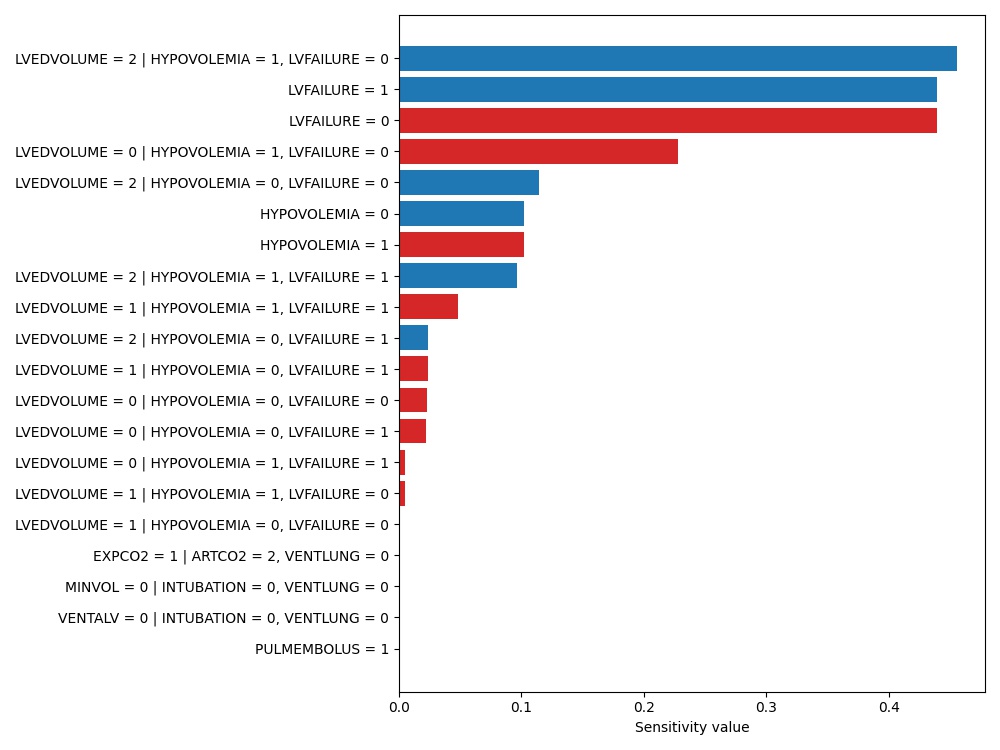 LVEDVOLUME = 2 | HYPOVOLEMIA = 1, LVFAILURE = 0
LVFAILURE = 1
LVFAILURE = 0
LVEDVOLUME = 0 | HYPOVOLEMIA = 1, LVFAILURE = 0
LVEDVOLUME = 2 | HYPOVOLEMIA = 0, LVFAILURE = 0
HYPOVOLEMIA = 0
HYPOVOLEMIA = 1
LVEDVOLUME = 2 | HYPOVOLEMIA = 1, LVFAILURE = 1
LVEDVOLUME = 1 | HYPOVOLEMIA = 1, LVFAILURE = 1
LVEDVOLUME = 2 | HYPOVOLEMIA = 0, LVFAILURE = 1
LVEDVOLUME = 1 | HYPOVOLEMIA = 0, LVFAILURE = 1
LVEDVOLUME = 0 | HYPOVOLEMIA = 0, LVFAILURE = 0
LVEDVOLUME = 0 | HYPOVOLEMIA = 0, LVFAILURE = 1
LVEDVOLUME = 0 | HYPOVOLEMIA = 1, LVFAILURE = 1
LVEDVOLUME = 1 | HYPOVOLEMIA = 1, LVFAILURE = 0
LVEDVOLUME = 1 | HYPOVOLEMIA = 0, LVFAILURE = 0
EXPCO2 = 1 | ARTCO2 = 2, VENTLUNG = 0
MINVOL = 0 | INTUBATION = 0, VENTLUNG = 0
VENTALV = 0 | INTUBATION = 0, VENTLUNG = 0
PULMEMBOLUS = 1
0.0 0.1 0.2 0.3 0.4
Sensitivity value